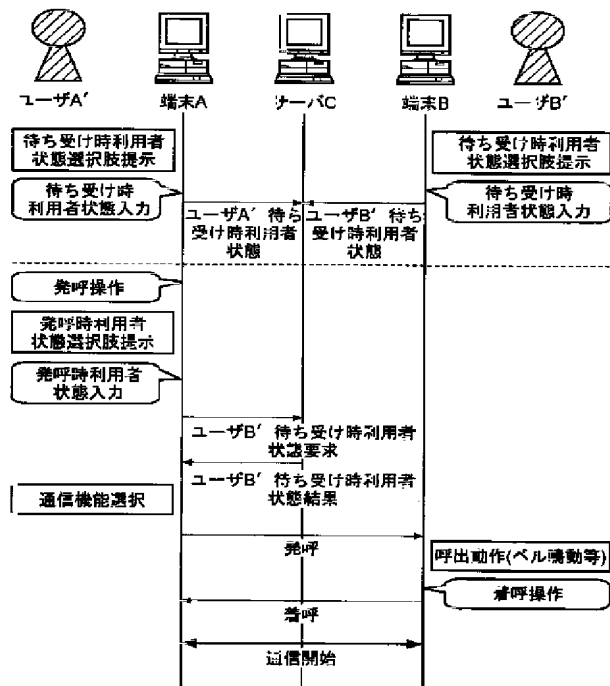 ユーザA′ 端末A サーバC 端末B ユーザB′
待ち受け時利用者
状態選択肢提示
待ち受け時利用者
状態選択肢提示
待ち受け時
利用者状態入力
待ち受け時
利用者状態入力
ユーザA′ 待ち
受け時利用者
状態
ユーザB′ 待ち
受け時利用者
状態
発呼操作
発呼時利用者
状態選択肢提示
発呼時利用者
状態入力
ユーザB′ 待ち受け時利用者
状態要求
ユーザB′ 待ち受け時利用者
状態結果
通信機能選択
発呼
呼出動作(ベル鳴動等)
着呼操作
着呼
通信開始